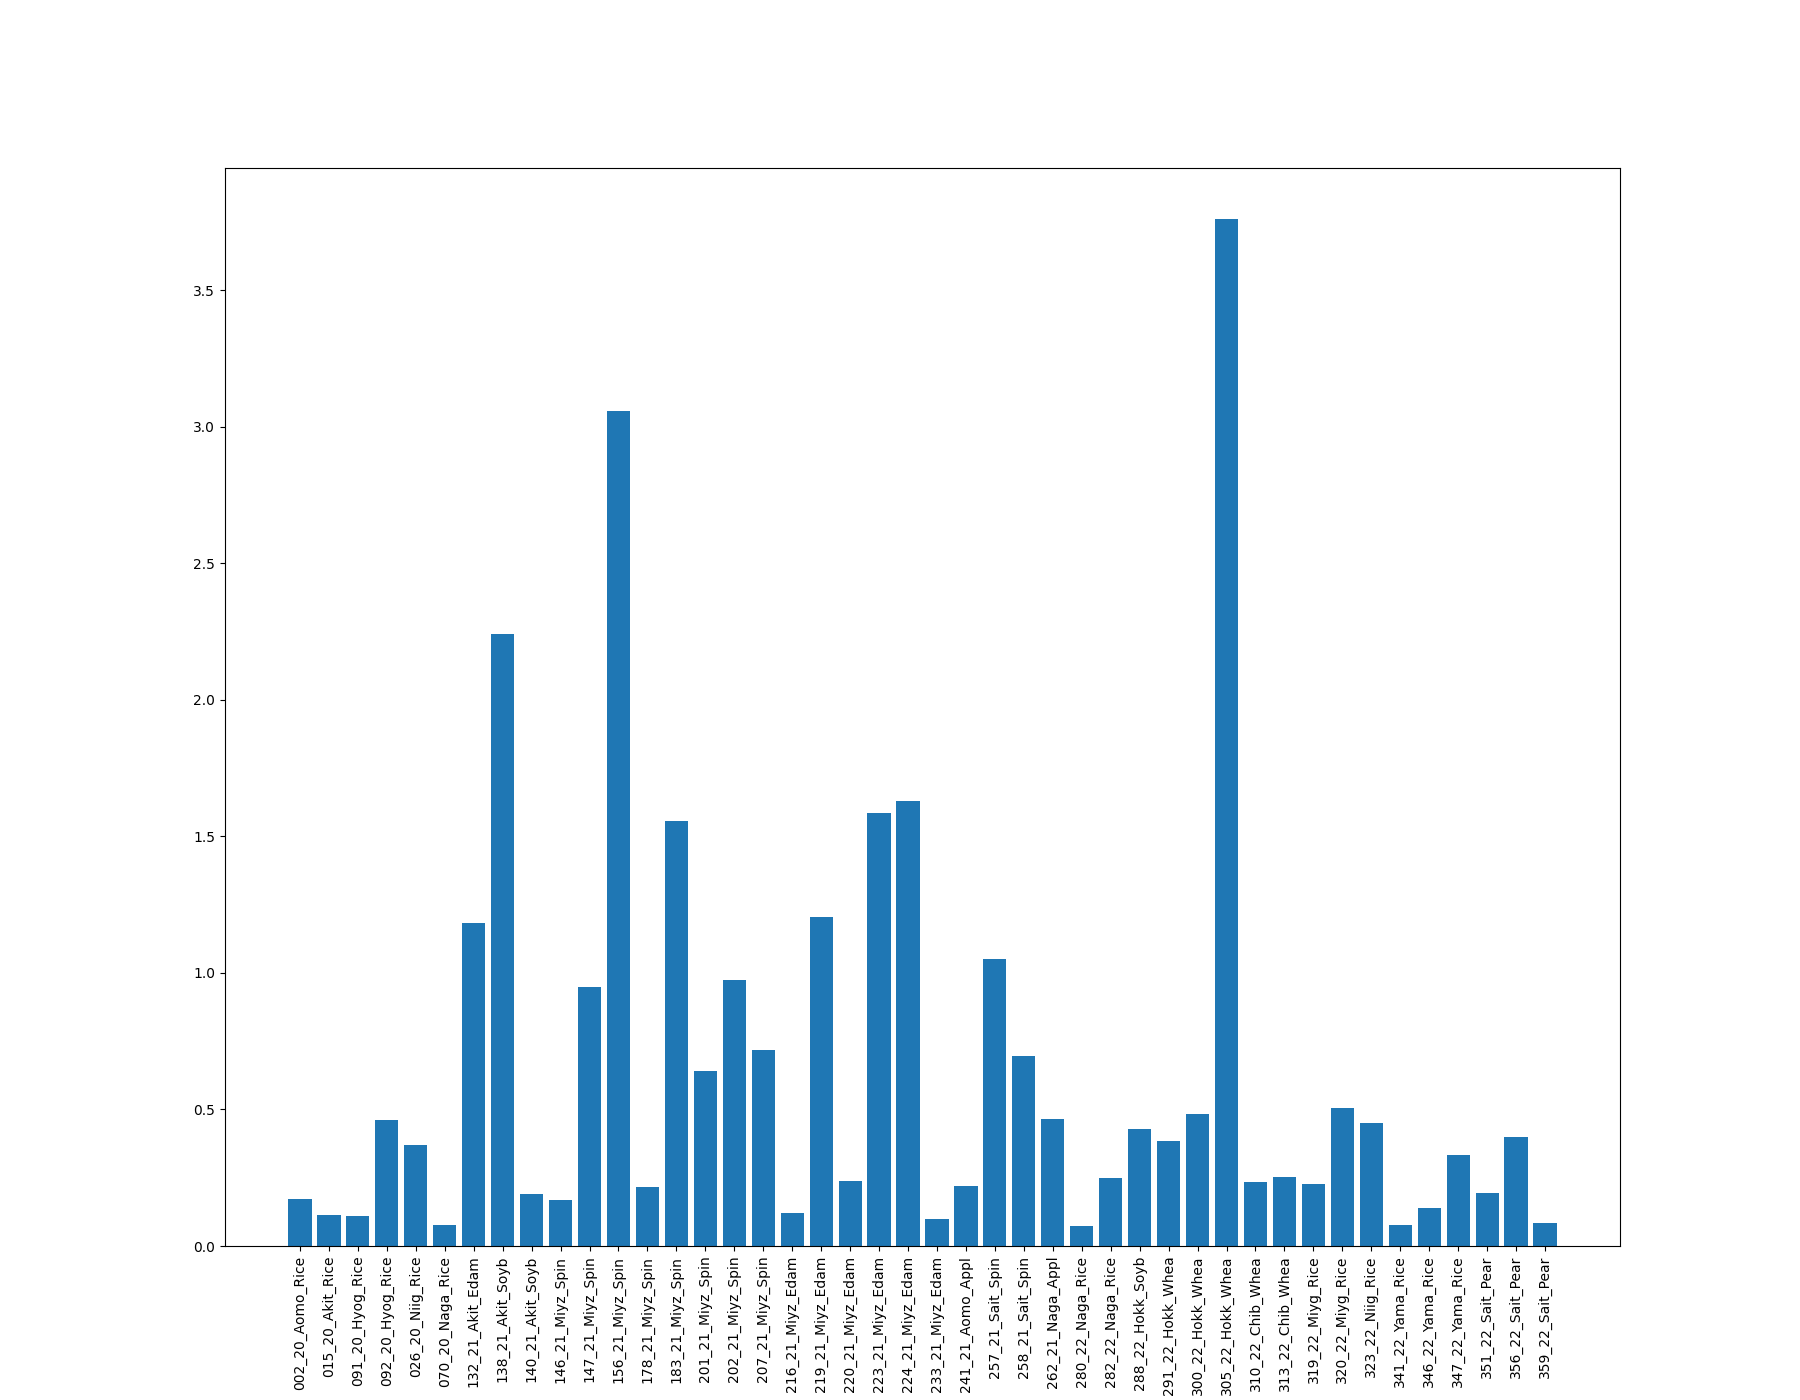 3.5
3.0
2.5
2.0
1.5
1.0
0.5
0.0
002_20_Aomo_Rice
015_20_Akit_Rice
091_20_Hyog_Rice
092_20_Hyog_Rice
026_20_Niig_Rice
070_20_Naga_Rice
132_21_Akit_Edam
138_21_Akit_Soyb
140_21_Akit_Soyb
146_21_Miyz_Spin
147_21_Miyz_Spin
156_21_Miyz_Spin
178_21_Miyz_Spin
183_21_Miyz_Spin
201_21_Miyz_Spin
202_21_Miyz_Spin
207_21_Miyz_Spin
216_21_Miyz_Edam
219_21_Miyz_Edam
220_21_Miyz_Edam
223_21_Miyz_Edam
224_21_Miyz_Edam
233_21_Miyz_Edam
241_21_Aomo_Appl
257_21_Sait_Spin
258_21_Sait_Spin
262_21_Naga_Appl
280_22_Naga_Rice
282_22_Naga_Rice
288_22_Hokk_Soyb
291_22_Hokk_Whea
300_22_Hokk_Whea
305_22_Hokk_Whea
310_22_Chib_Whea
313_22_Chib_Whea
319_22_Miyg_Rice
320_22_Miyg_Rice
323_22_Niig_Rice
341_22_Yama_Rice
346_22_Yama_Rice
347_22_Yama_Rice
351_22_Sait_Pear
356_22_Sait_Pear
359_22_Sait_Pear